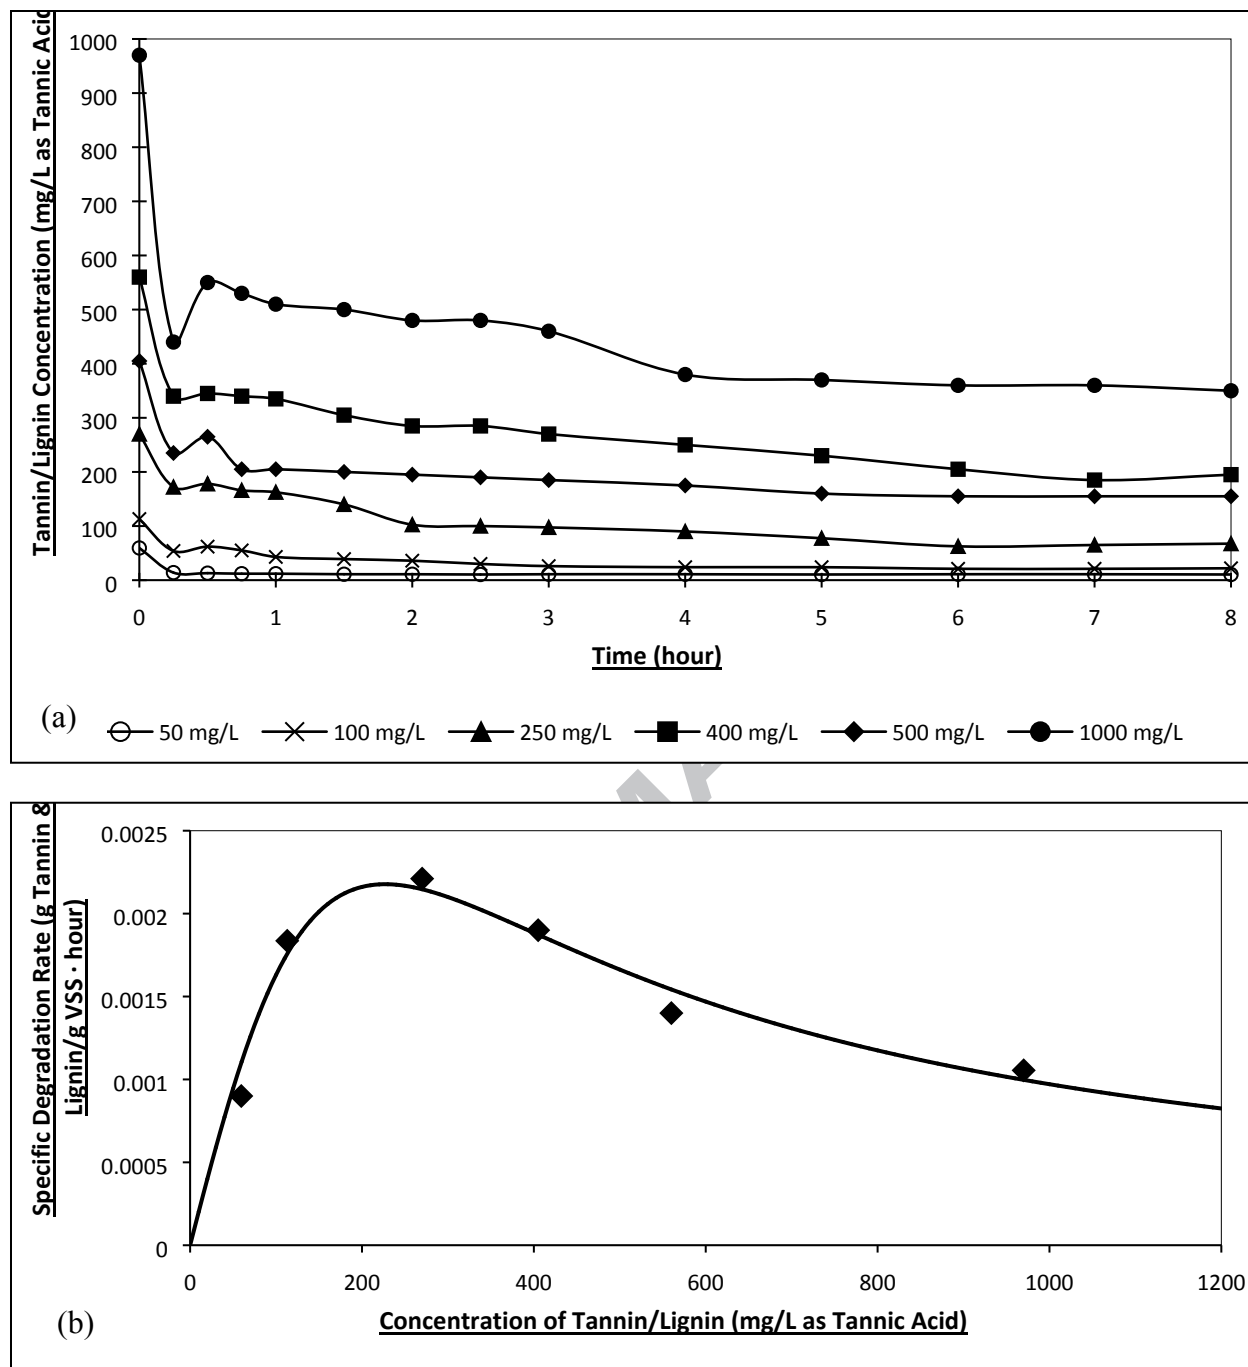 Tannin/Lignin Concentration (mg/L as Tannic Acid
1000
900
800
700
600
500
400
300
200
100
0
0 1 2 3 4 5 6 7 8
Time (hour)
(a)
50 mg/L 100 mg/L 250 mg/L 400 mg/L 500 mg/L 1000 mg/L
Specific Degradation Rate (g Tannin &
Lignin/g VSS · hour)
0.0025
0.002
0.0015
0.001
0.0005
0
0 200 400 600 800 1000 1200
Concentration of Tannin/Lignin (mg/L as Tannic Acid)
(b)